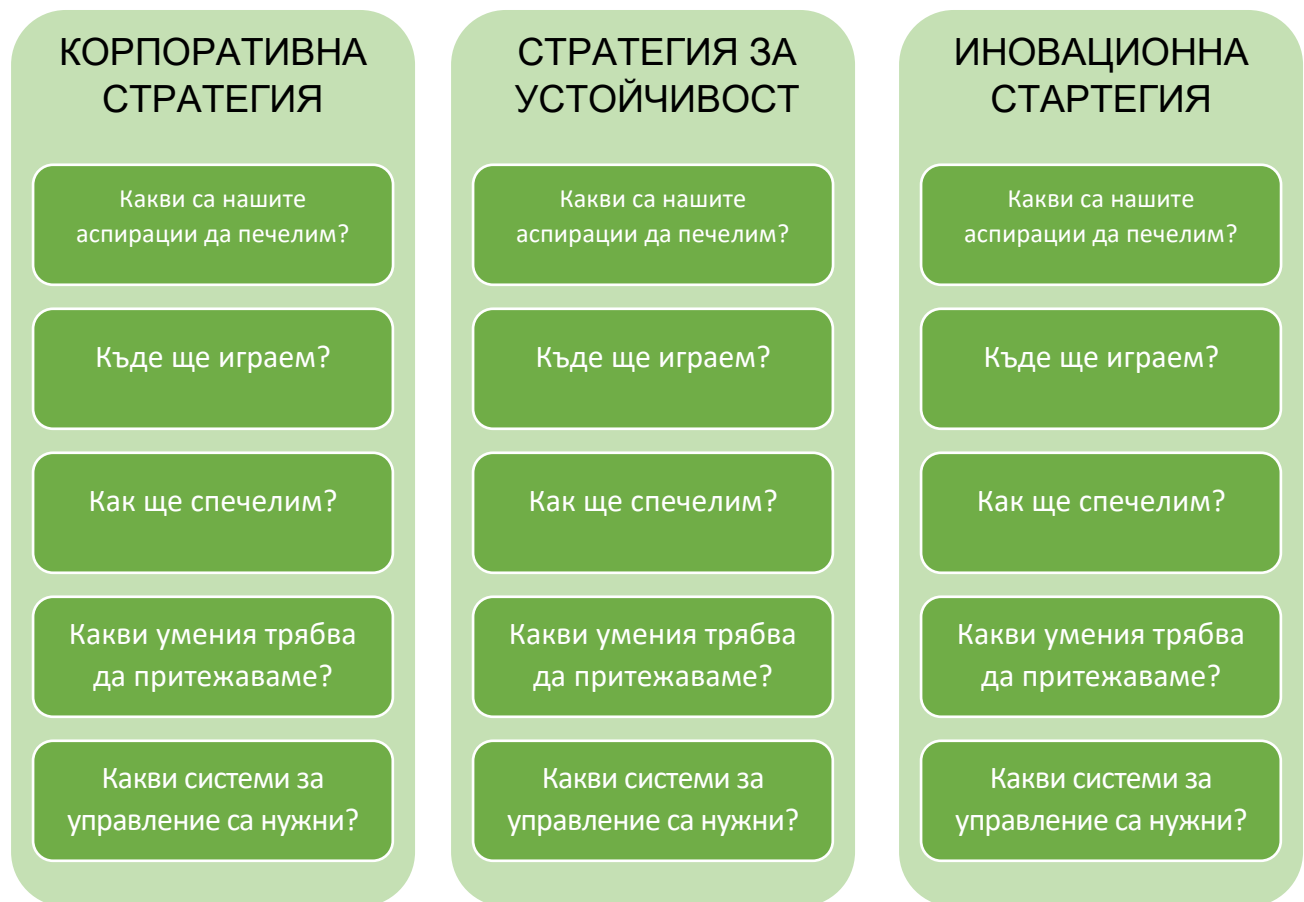 КОРПОРАТИВНА
СТРАТЕГИЯ
Какви са нашите
аспирации да печелим?
Къде ще играем?
Как ще спечелим?
Какви умения трябва
да притежаваме?
Какви системи за
управление са нужни?
СТРАТЕГИЯ ЗА
УСТОЙЧИВОСТ
Какви са нашите
аспирации да печелим?
Къде ще играем?
Как ще спечелим?
Какви умения трябва
да притежаваме?
Какви системи за
управление са нужни?
ИНОВАЦИОННА
СТАРТЕГИЯ
Какви са нашите
аспирации да печелим?
Къде ще играем?
Как ще спечелим?
Какви умения трябва
да притежаваме?
Какви системи за
управление са нужни?